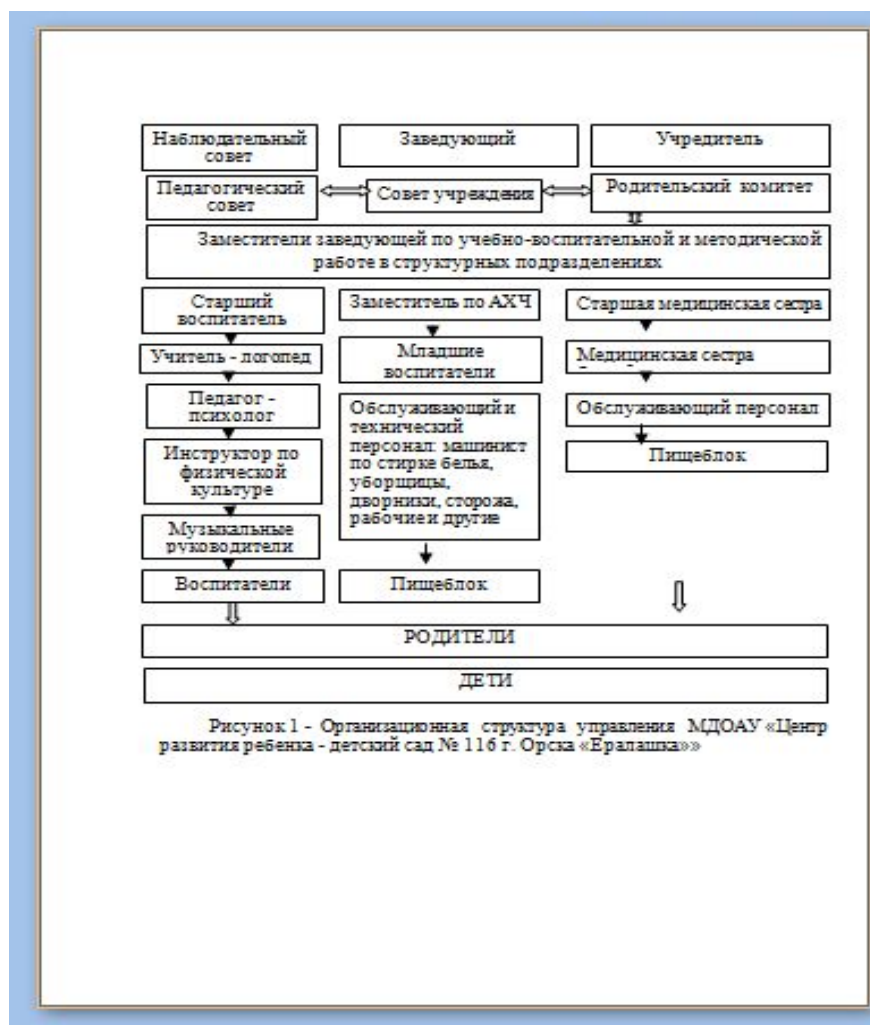 Наблюдательный
совет
Заведующий
Учредитель
Педагогический
совет
Совет учреждения
Родительский комитет
Заместители заведующей по учебно-воспитательной и методической
работе в структурных подразделениях
Старший
воспитатель
Заместитель по АХЧ
Старшая медицинская сестра
Учитель - логопед
Младшие
воспитатели
Медицинская сестра
Педагог -
психолог
Обслуживающий и
технический
персонал: машинист
по стирке белья,
уборщицы,
дворники, сторожа,
рабочие и другие
Обслуживающий персонал
Инструктор по
физической
культуре
Пищеблок
Музыкальные
руководители
Воспитатели
Пищеблок
РОДИТЕЛИ
ДЕТИ
Рисунок 1 - Организационная структура управления МДОАУ «Центр
развития ребенка - детский сад № 116 г. Орска «Ералашка»»